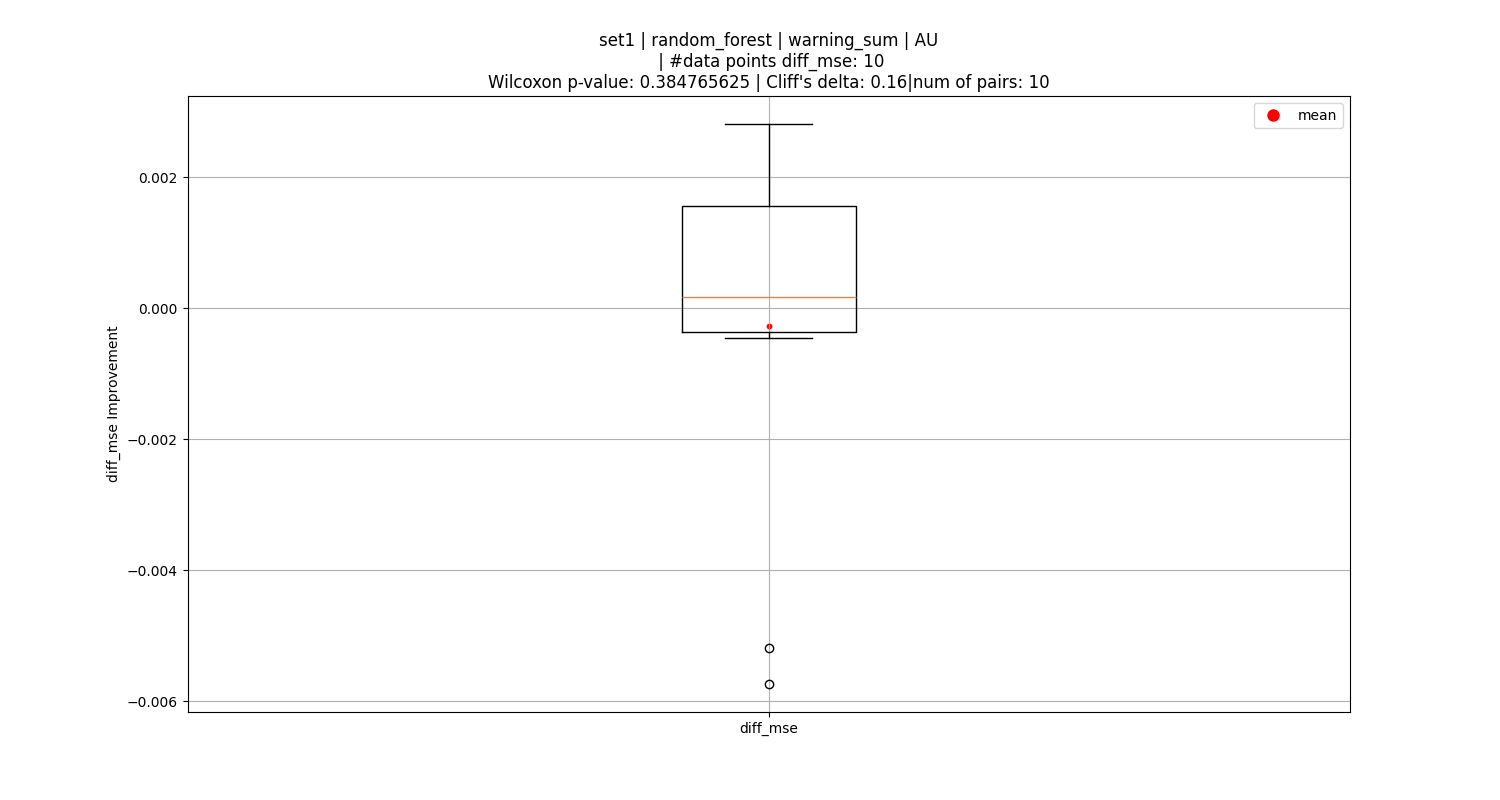 set1 | random_forest | warning_sum | AU
| #data points diff_mse: 10
Wilcoxon p-value: 0.384765625 | Cliff's delta: 0.16|num of pairs: 10
mean
0.002
0.000
−0.002
−0.004
−0.006
diff_mse Improvement
diff_mse